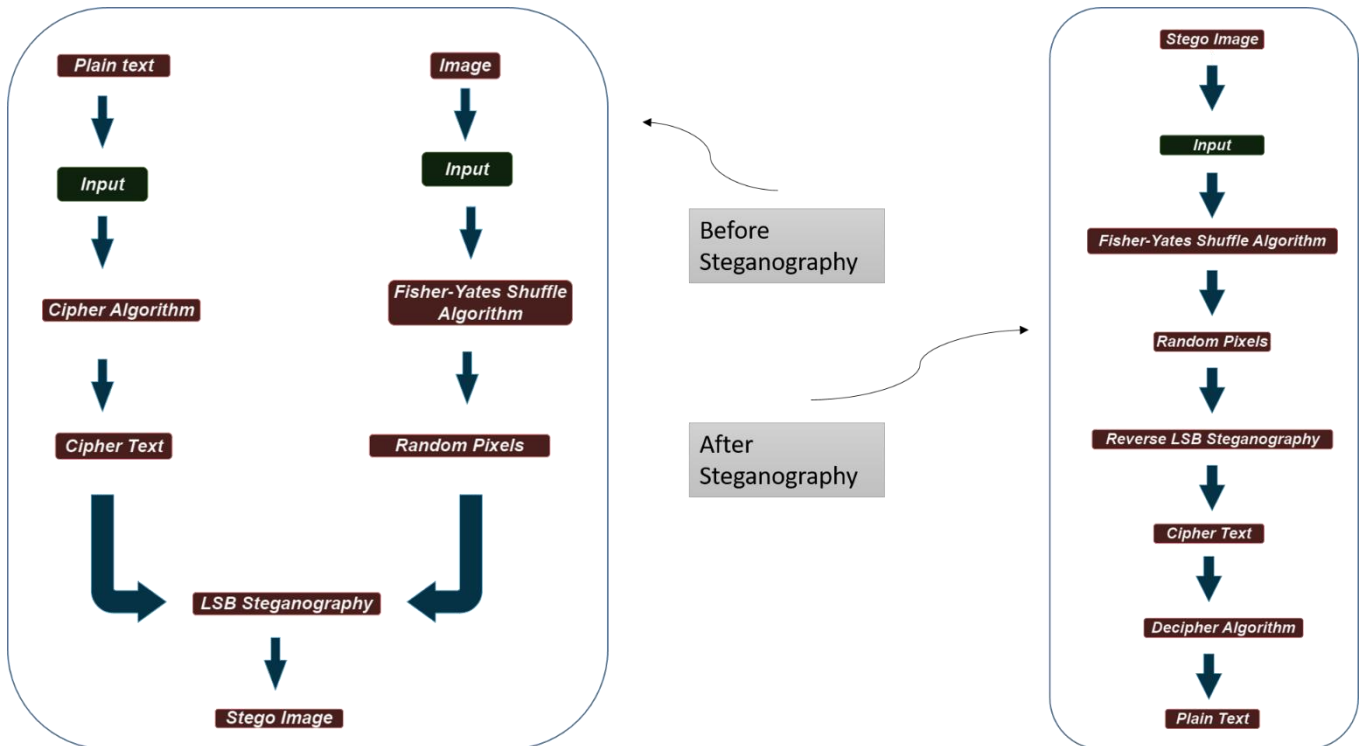 Plain text
Input
Cipher Algorithm
Cipher Text
Image
Input
Fisher-Yates Shuffle
Algorithm
Random Pixels
LSB Steganography
Stego Image
Before
Steganography
After
Steganography
Stego Image
Input
Fisher-Yates Shuffle Algorithm
Random Pixels
Reverse LSB Steganography
Cipher Text
Decipher Algorithm
Plain Text